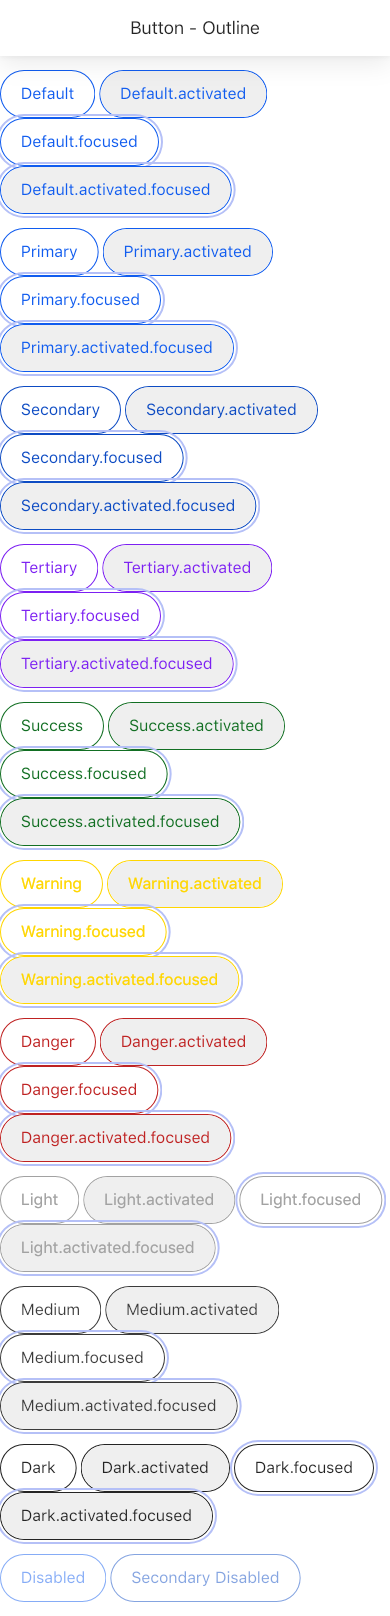 Button - Outline
Default Default.activated
Default.focused
Default.activated.focused
Primary Primary.activated
Primary.focused
Primary.activated.focused
Secondary Secondary.activated
Secondary.focused
Secondary.activated.focused
Tertiary Tertiary.activated
Tertiary.focused
Tertiary.activated.focused
Success Success.activated
Success.focused
Success.activated.focused
Warning Warning.activated
Warning.focused
Warning.activated.focused
Danger Danger.activated
Danger.focused
Danger.activated.focused
Light Light.activated Light.focused
Light.activated.focused
Medium Medium.activated
Medium.focused
Medium.activated.focused
Dark Dark.activated Dark.focused
Dark.activated.focused
Disabled Secondary Disabled